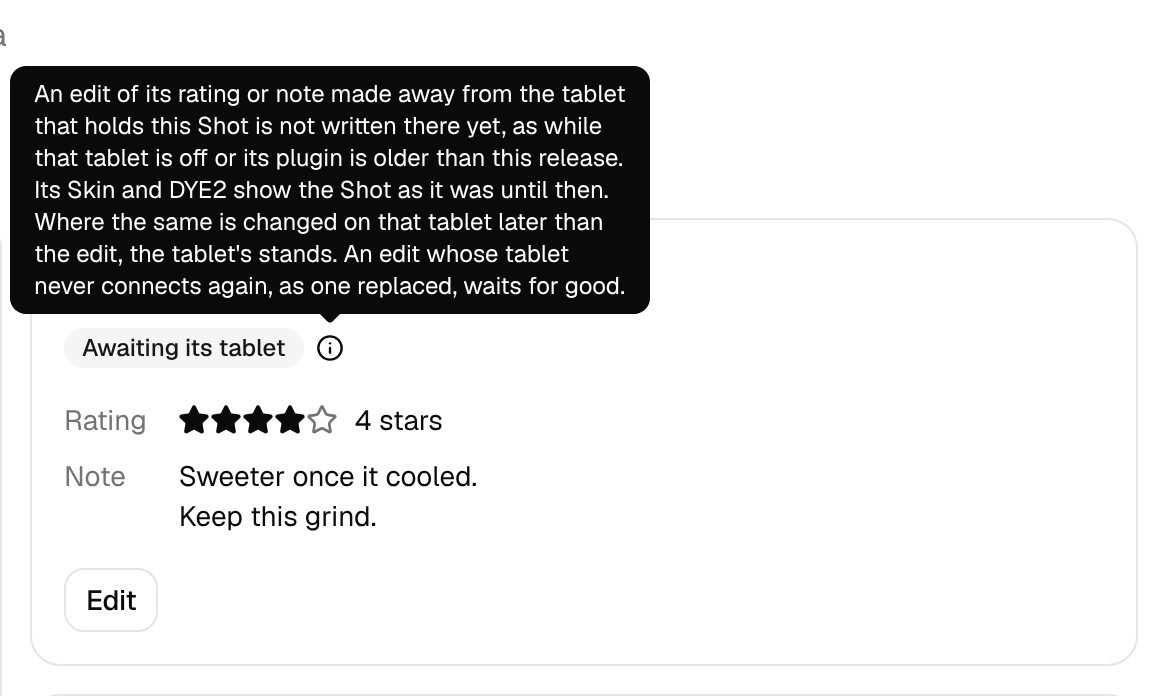 a
An edit of its rating or note made away from the tablet
that holds this Shot is not written there yet, as while
that tablet is off or its plugin is older than this release.
Its Skin and DYE2 show the Shot as it was until then.
Where the same is changed on that tablet later than
the edit, the tablet's stands. An edit whose tablet
never connects again, as one replaced, waits for good.
Awaiting its tablet
Rating 4 stars
Note Sweeter once it cooled.
Keep this grind.
Edit